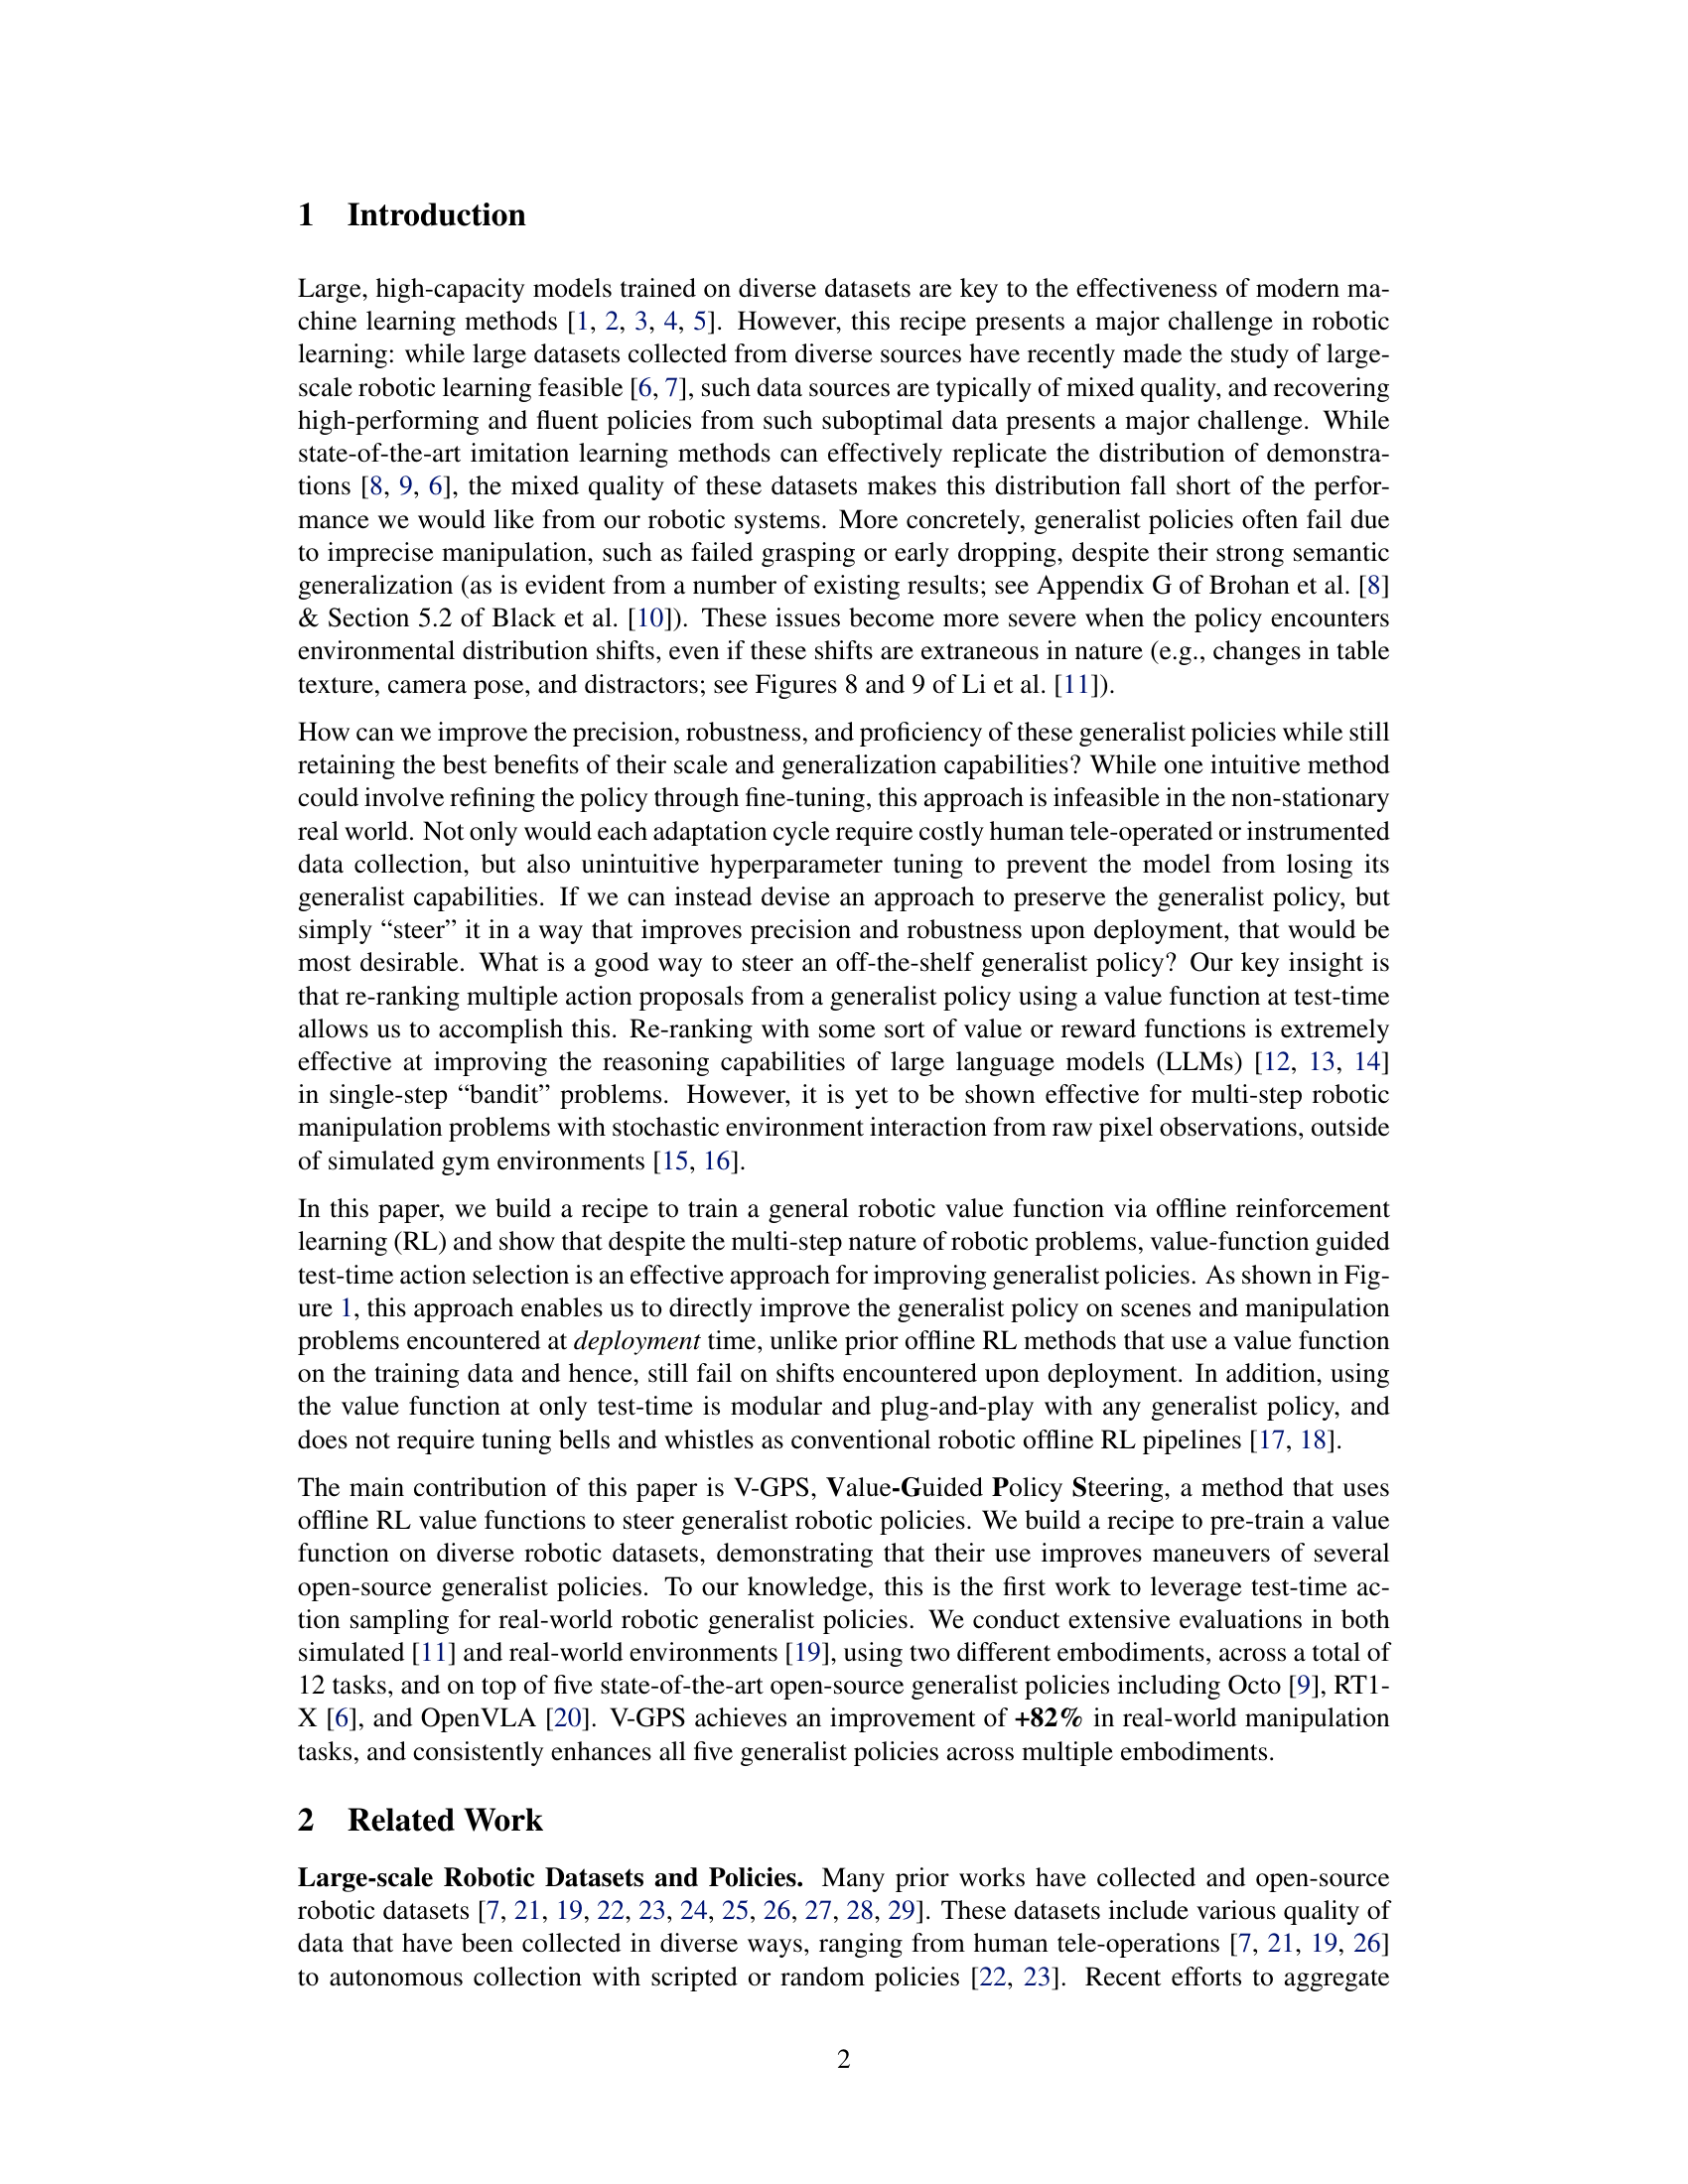 1 Introduction
Large, high-capacity models trained on diverse datasets are key to the effectiveness of modern ma-
chine learning methods [1, 2, 3, 4, 5]. However, this recipe presents a major challenge in robotic
learning: while large datasets collected from diverse sources have recently made the study of large-
scale robotic learning feasible [6, 7], such data sources are typically of mixed quality, and recovering
high-performing and fluent policies from such suboptimal data presents a major challenge. While
state-of-the-art imitation learning methods can effectively replicate the distribution of demonstra-
tions [8, 9, 6], the mixed quality of these datasets makes this distribution fall short of the perfor-
mance we would like from our robotic systems. More concretely, generalist policies often fail due
to imprecise manipulation, such as failed grasping or early dropping, despite their strong semantic
generalization (as is evident from a number of existing results; see Appendix G of Brohan et al. [8]
& Section 5.2 of Black et al. [10]). These issues become more severe when the policy encounters
environmental distribution shifts, even if these shifts are extraneous in nature (e.g., changes in table
texture, camera pose, and distractors; see Figures 8 and 9 of Li et al. [11]).
How can we improve the precision, robustness, and proficiency of these generalist policies while still
retaining the best benefits of their scale and generalization capabilities? While one intuitive method
could involve refining the policy through fine-tuning, this approach is infeasible in the non-stationary
real world. Not only would each adaptation cycle require costly human tele-operated or instrumented
data collection, but also unintuitive hyperparameter tuning to prevent the model from losing its
generalist capabilities. If we can instead devise an approach to preserve the generalist policy, but
simply “steer” it in a way that improves precision and robustness upon deployment, that would be
most desirable. What is a good way to steer an off-the-shelf generalist policy? Our key insight is
that re-ranking multiple action proposals from a generalist policy using a value function at test-time
allows us to accomplish this. Re-ranking with some sort of value or reward functions is extremely
effective at improving the reasoning capabilities of large language models (LLMs) [12, 13, 14]
in single-step “bandit” problems. However, it is yet to be shown effective for multi-step robotic
manipulation problems with stochastic environment interaction from raw pixel observations, outside
of simulated gym environments [15, 16].
In this paper, we build a recipe to train a general robotic value function via offline reinforcement
learning (RL) and show that despite the multi-step nature of robotic problems, value-function guided
test-time action selection is an effective approach for improving generalist policies. As shown in Fig-
ure 1, this approach enables us to directly improve the generalist policy on scenes and manipulation
problems encountered at deployment time, unlike prior offline RL methods that use a value function
on the training data and hence, still fail on shifts encountered upon deployment. In addition, using
the value function at only test-time is modular and plug-and-play with any generalist policy, and
does not require tuning bells and whistles as conventional robotic offline RL pipelines [17, 18].
The main contribution of this paper is V-GPS, Value-Guided Policy Steering, a method that uses
offline RL value functions to steer generalist robotic policies. We build a recipe to pre-train a value
function on diverse robotic datasets, demonstrating that their use improves maneuvers of several
open-source generalist policies. To our knowledge, this is the first work to leverage test-time ac-
tion sampling for real-world robotic generalist policies. We conduct extensive evaluations in both
simulated [11] and real-world environments [19], using two different embodiments, across a total of
12 tasks, and on top of five state-of-the-art open-source generalist policies including Octo [9], RT1-
X [6], and OpenVLA [20]. V-GPS achieves an improvement of +82% in real-world manipulation
tasks, and consistently enhances all five generalist policies across multiple embodiments.
2 Related Work
Large-scale Robotic Datasets and Policies. Many prior works have collected and open-source
robotic datasets [7, 21, 19, 22, 23, 24, 25, 26, 27, 28, 29]. These datasets include various quality of
data that have been collected in diverse ways, ranging from human tele-operations [7, 21, 19, 26]
to autonomous collection with scripted or random policies [22, 23]. Recent efforts to aggregate
2